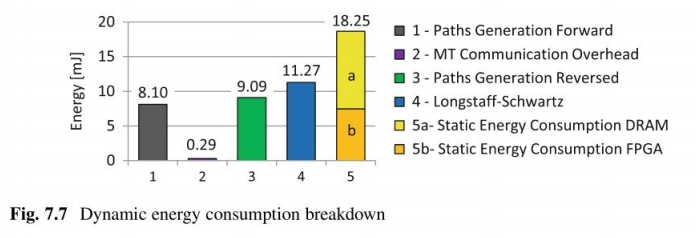 20
18.25
15
11.27
10
9.09
8.10
5
0.29
0
a
b
Energy [mJ]
1
2
3
4
5
1 - Paths Generation Forward
2 - MT Communication Overhead
3 - Paths Generation Reversed
4 - Longstaff-Schwartz
5a- Static Energy Consumption DRAM
5b- Static Energy Consumption FPGA
Fig. 7.7 Dynamic energy consumption breakdown